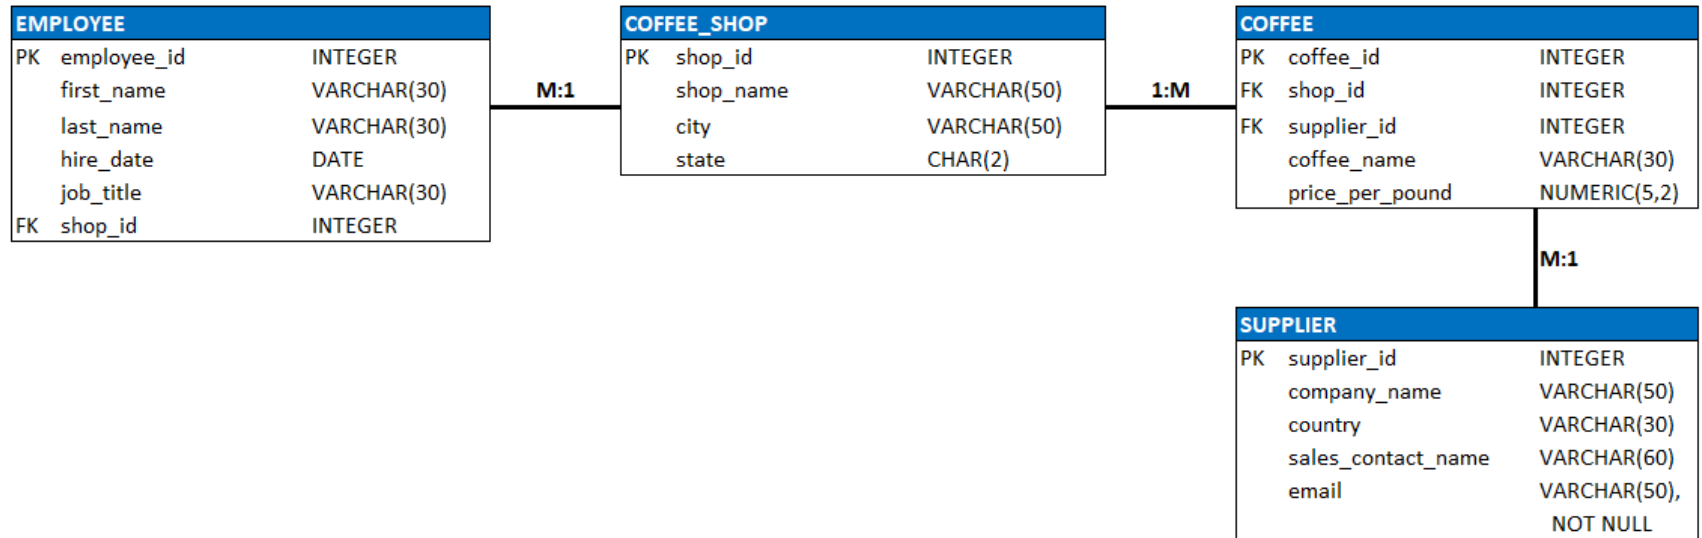 EMPLOYEE
PK employee_id INTEGER
first_name VARCHAR(30)
last_name VARCHAR(30)
hire_date DATE
job_title VARCHAR(30)
FK shop_id INTEGER
M:1
COFFEE_SHOP
PK shop_id INTEGER
shop_name VARCHAR(50)
city VARCHAR(50)
state CHAR(2)
1:M
COFFEE
PK coffee_id INTEGER
FK shop_id INTEGER
FK supplier_id INTEGER
coffee_name VARCHAR(30)
price_per_pound NUMERIC(5,2)
M:1
SUPPLIER
PK supplier_id INTEGER
company_name VARCHAR(50)
country VARCHAR(30)
sales_contact_name VARCHAR(60)
email VARCHAR(50),
NOT NULL